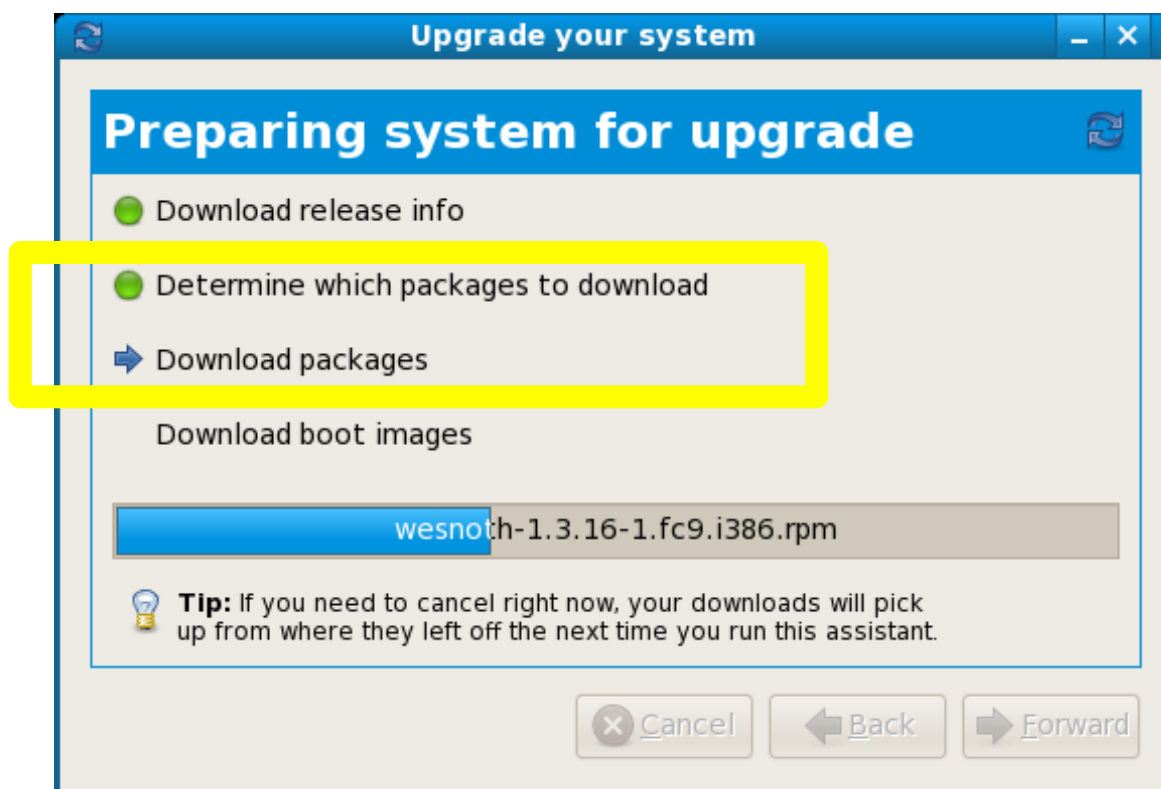 Upgrade your system
Preparing system for upgrade
Download release info
Determine which packages to download
Download packages
Download boot images
wesnoth-1.3.16-1.fc9.i386.rpm
Tip: If you need to cancel right now, your downloads will pick
up from where they left off the next time you run this assistant.
Cancel Back Forward